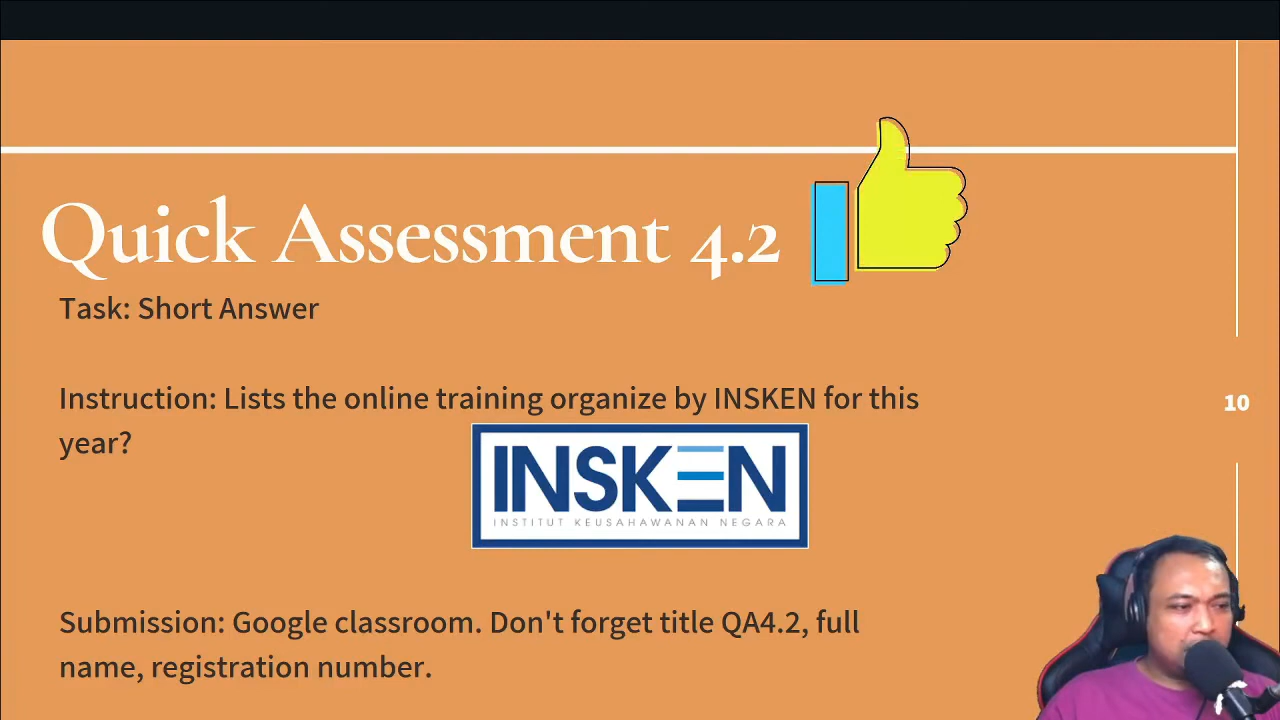 Quick Assessment 4.2
Task: Short Answer
Instruction: Lists the online training organize by INSKEN for this
year?
10
INSKEN
INSTITUT KEUSAHAWANAN NEGARA
Submission: Google classroom. Don't forget title QA4.2, full
name, registration number.